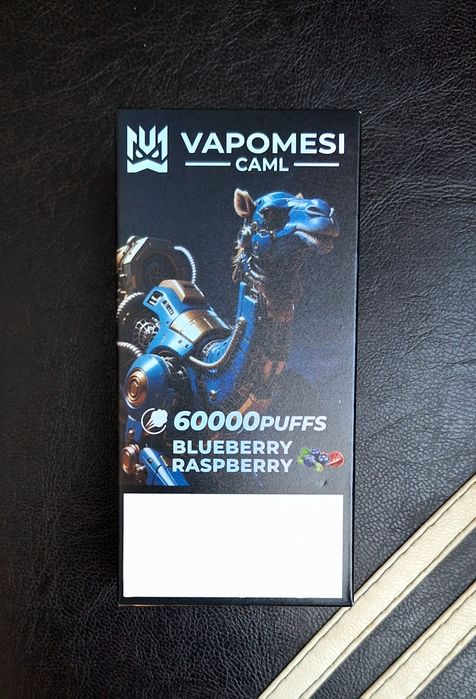 VAPOMESI
CAML
60000PUFFS
BLUEBERRY
RASPBERRY